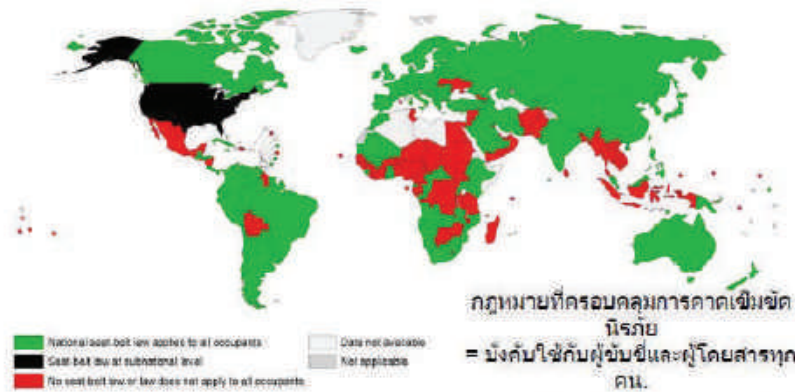 กฎหมายที่ครอบคลุมการคาดเข็มขัด
นิรภัย
= บังคับใช้กับผู้ขับขี่และผู้โดยสารทุก
คน.
National seat-belt law applies to all occupants
Seat-belt law at subnational level
No seat-belt law or law does not apply to all occupants
Data not available
Not applicable